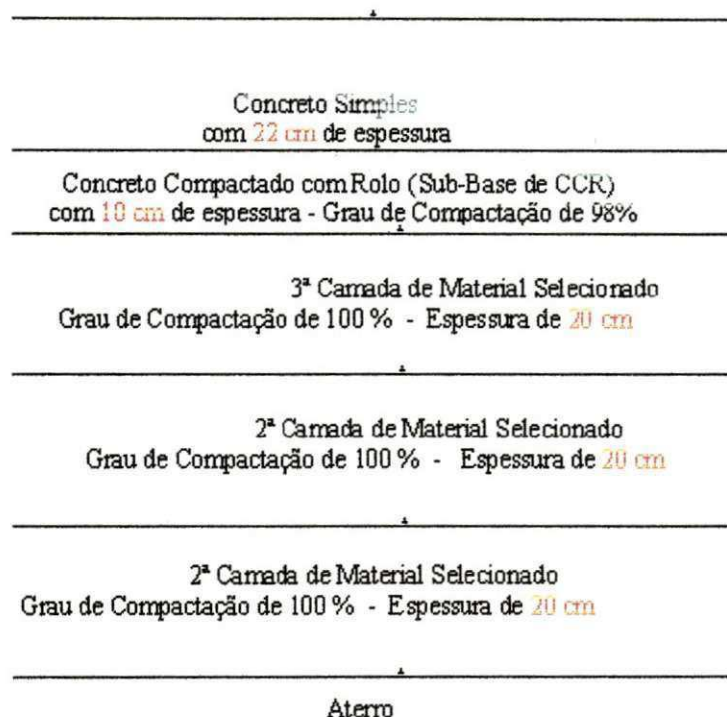 Concreto Simples
com 22 cm de espessura
Concreto Compactado com Rolo (Sub-Base de CCR)
com 10 cm de espessura - Grau de Compactação de 98%
3ª Camada de Material Selecionado
Grau de Compactação de 100 % - Espessura de 20 cm
2ª Camada de Material Selecionado
Grau de Compactação de 100 % - Espessura de 20 cm
2ª Camada de Material Selecionado
Grau de Compactação de 100 % - Espessura de 20 cm
Aterro